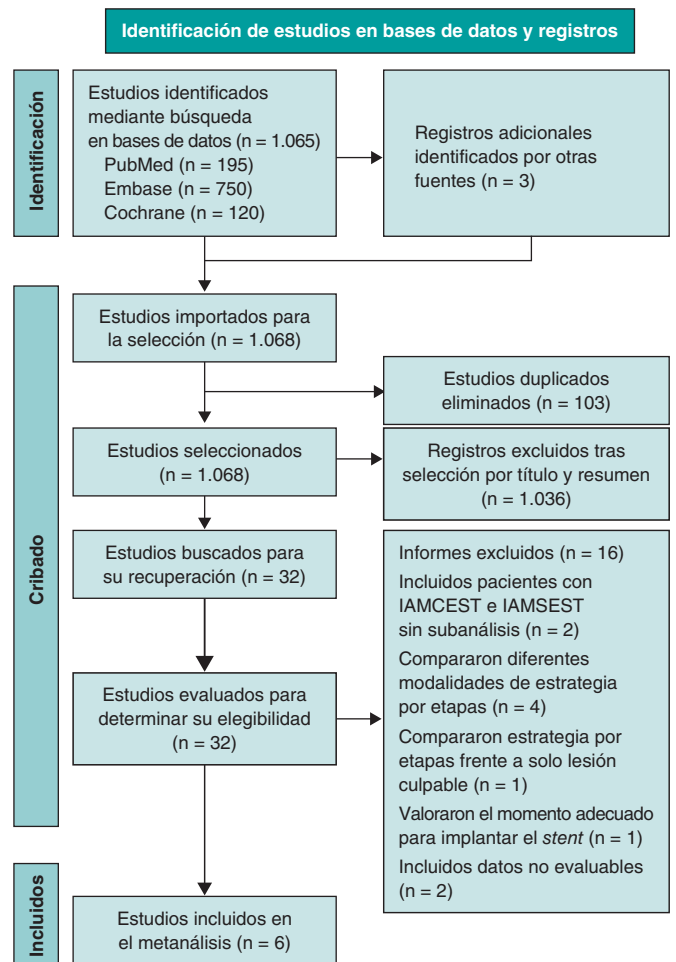 Identificación de estudios en bases de datos y registros
Identificación
Estudios identificados
mediante búsqueda
en bases de datos (n = 1.065)
PubMed (n = 195)
Embase (n = 750)
Cochrane (n = 120)
Registros adicionales
identificados por otras
fuentes (n = 3)
Cribado
Estudios importados para
la selección (n = 1.068)
Estudios duplicados
eliminados (n = 103)
Estudios seleccionados
(n = 1.068)
Registros excluidos tras
selección por título y resumen
(n = 1.036)
Estudios buscados para
su recuperación (n = 32)
Estudios evaluados para
determinar su elegibilidad
(n = 32)
Informes excluidos (n = 16)
Incluidos pacientes con
IAMCEST e IAMSEST
sin subanálisis (n = 2)
Compararon diferentes
modalidades de estrategia
por etapas (n = 4)
Compararon estrategia por
etapas frente a solo lesión
culpable (n = 1)
Valoraron el momento adecuado
para implantar el stent (n = 1)
Incluidos datos no evaluables
(n = 2)
Incluidos
Estudios incluidos en
el metanálisis (n = 6)